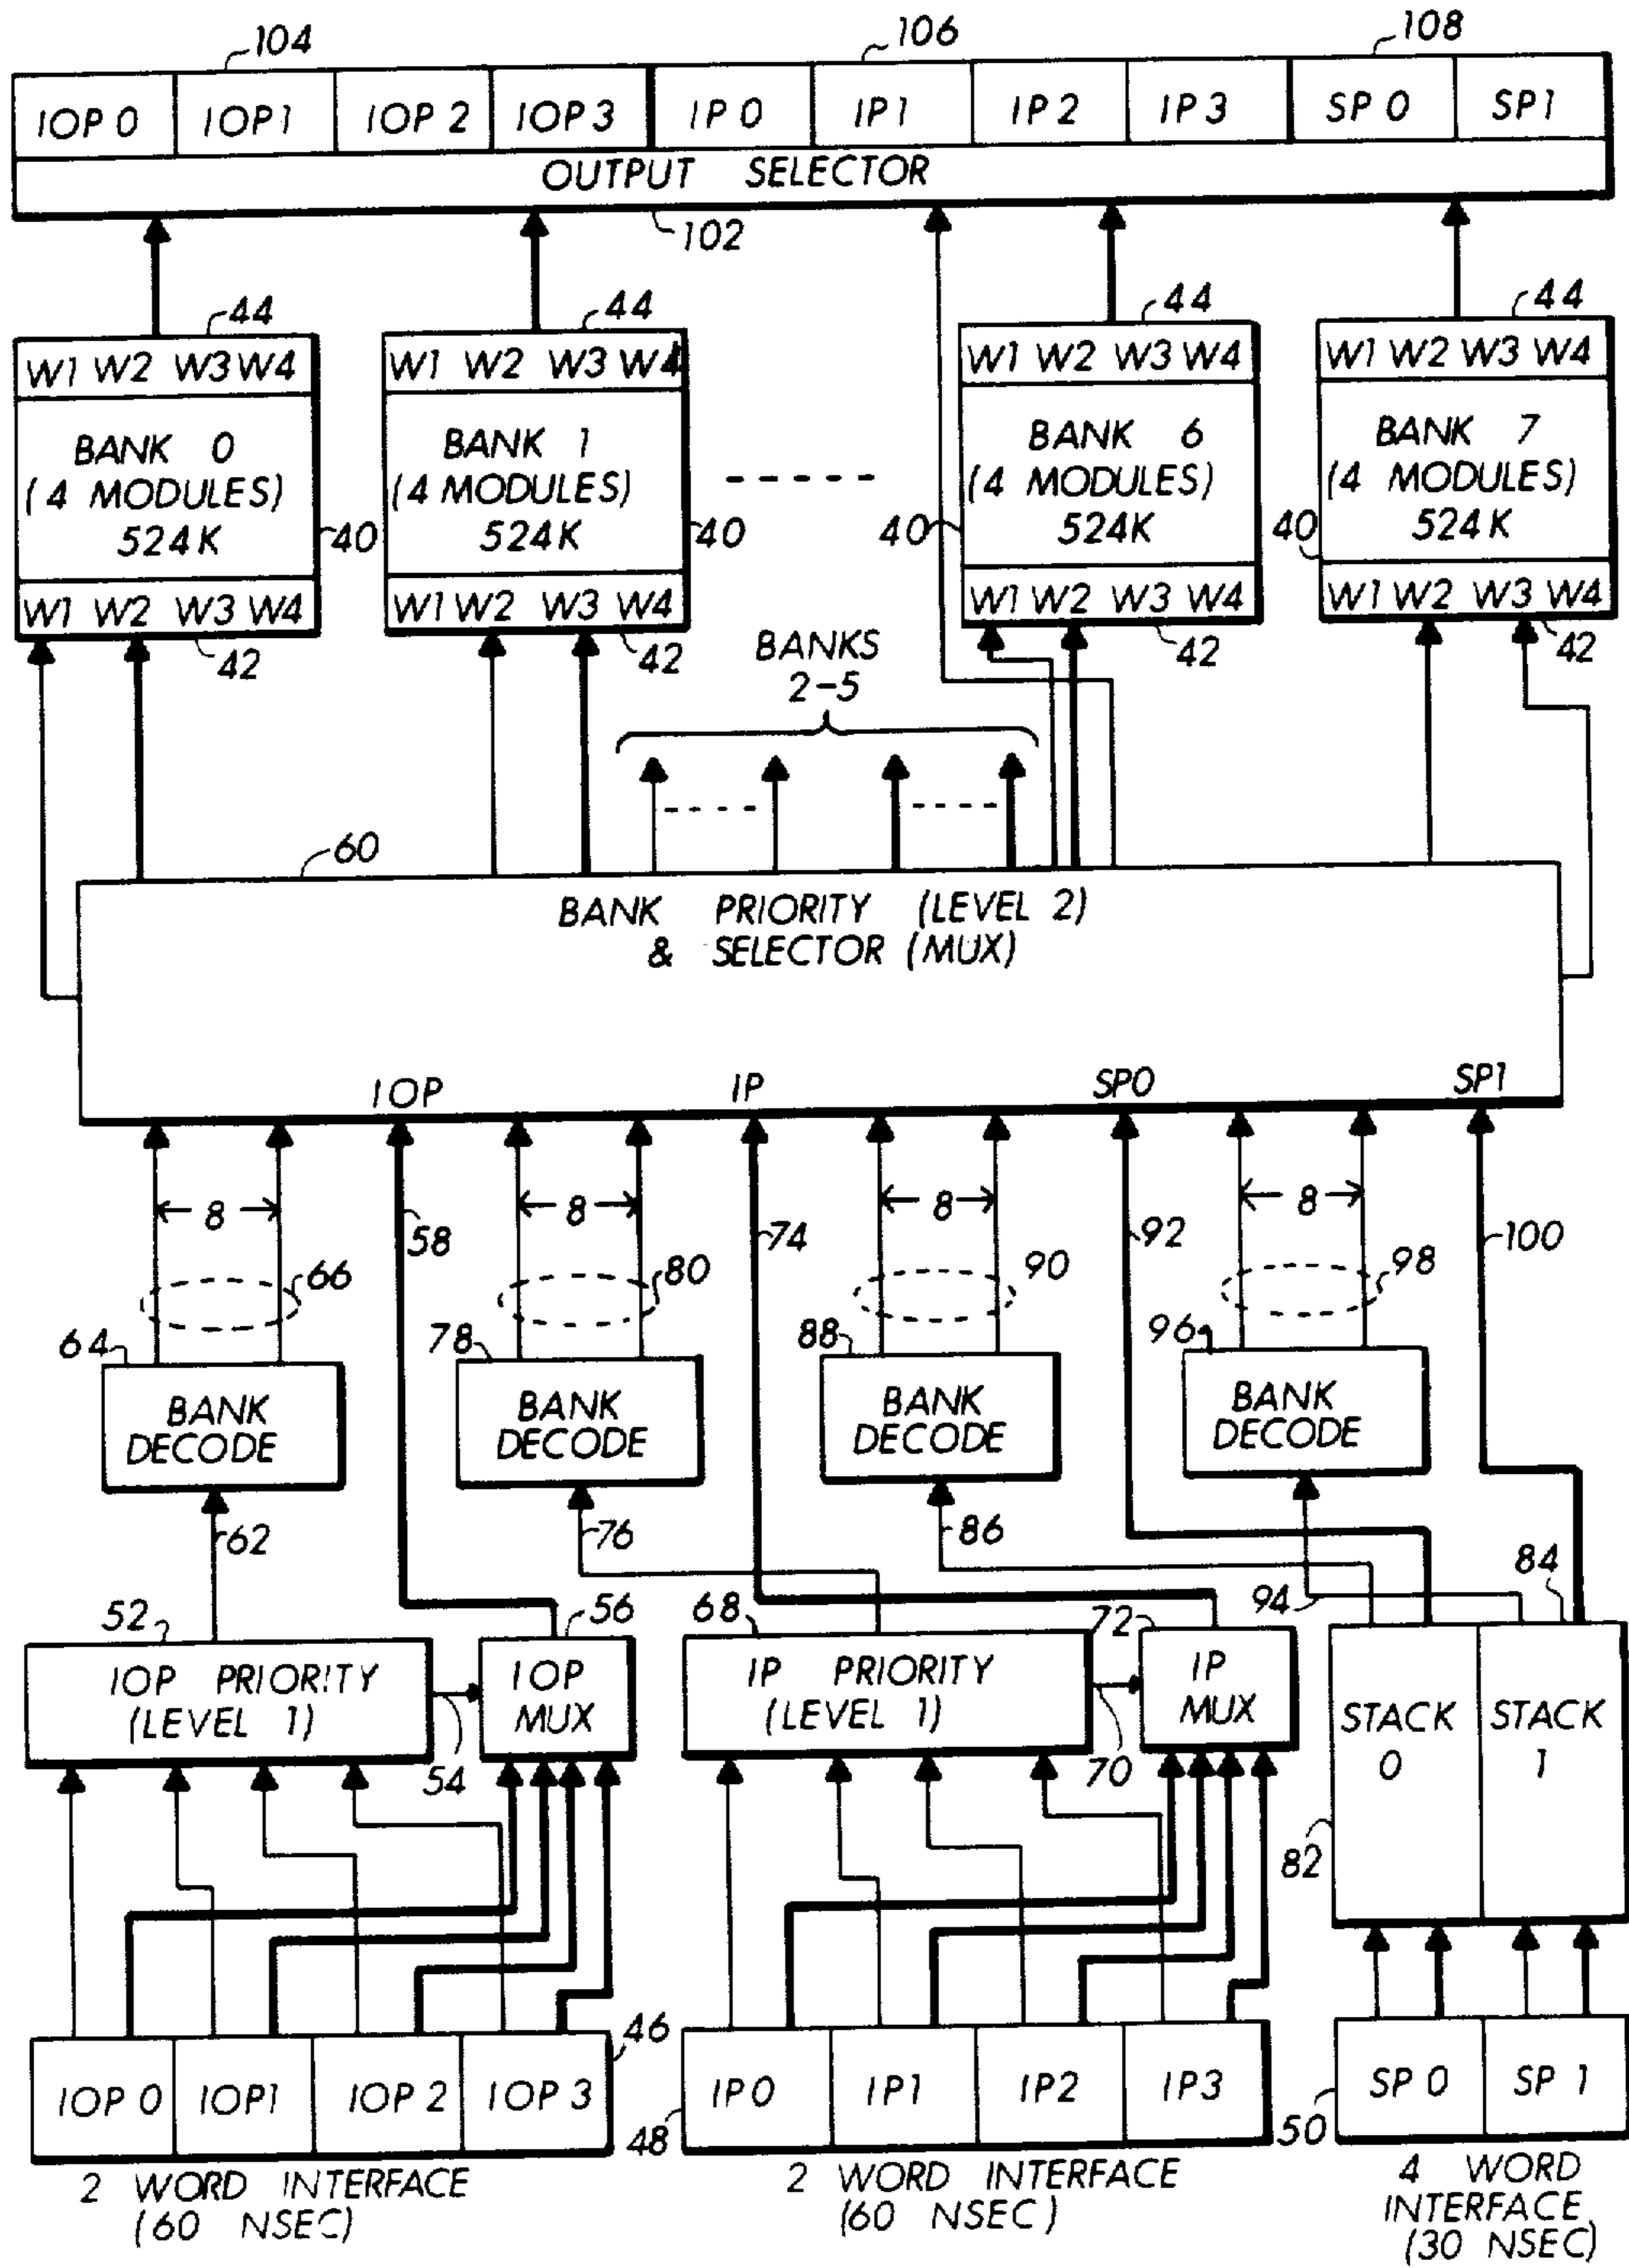 104
106
108
IOP 0 IOP1 IOP 2 IOP 3 IP 0 IP1 IP 2 IP 3 SP 0 SP1
OUTPUT SELECTOR
102
44 44 44 44
W1 W2 W3 W4
BANK 0
(4 MODULES)
524K
40
W1 W2 W3 W4
42
W1 W2 W3 W4
BANK 1
(4 MODULES)
524K
40
W1 W2 W3 W4
42
W1 W2 W3 W4
BANK 6
(4 MODULES)
524K
40
W1 W2 W3 W4
42
W1 W2 W3 W4
BANK 7
(4 MODULES)
524K
40
W1 W2 W3 W4
42
BANKS
2-5
60
BANK PRIORITY (LEVEL 2)
& SELECTOR (MUX)
IOP IP SP0 SP1
8 8 8 8
58 74 92 100
66 80 90 98
64 78 88 96
BANK
DECODE
BANK
DECODE
BANK
DECODE
BANK
DECODE
62 76 86
94 84
52 56 68 72
IOP PRIORITY
(LEVEL 1)
54
IOP
MUX
IP PRIORITY
(LEVEL 1)
70
IP
MUX
STACK
0
STACK
1
82
46
IOP 0 IOP1 IOP 2 IOP 3
48
IP0 IP1 IP2 IP3
50
SP 0 SP 1
2 WORD INTERFACE
(60 NSEC)
2 WORD INTERFACE
(60 NSEC)
4 WORD
INTERFACE
(30 NSEC)